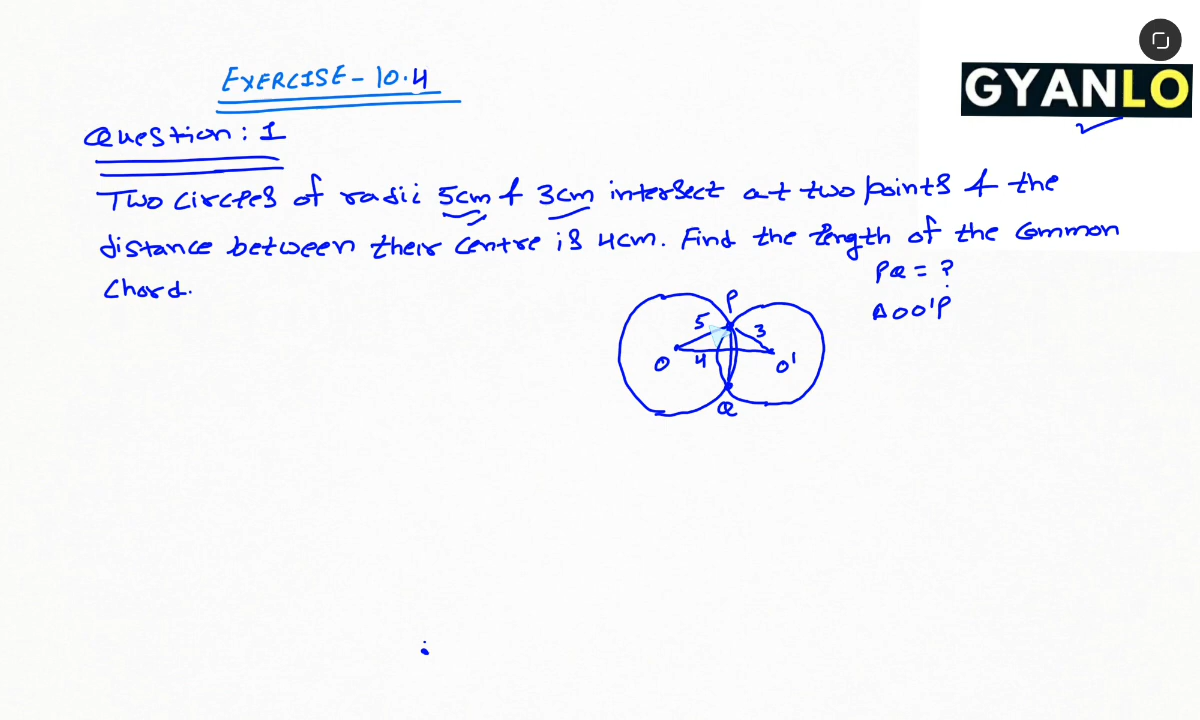 EXERCISE - 10.4
GYANLO
Question: 1
Two circles of radii 5cm & 3cm intersect at two points & the
distance between their centre is 4cm. Find the length of the common
chord.
PQ = ?
Δ OO'P
P
5
3
O
4
O'
Q